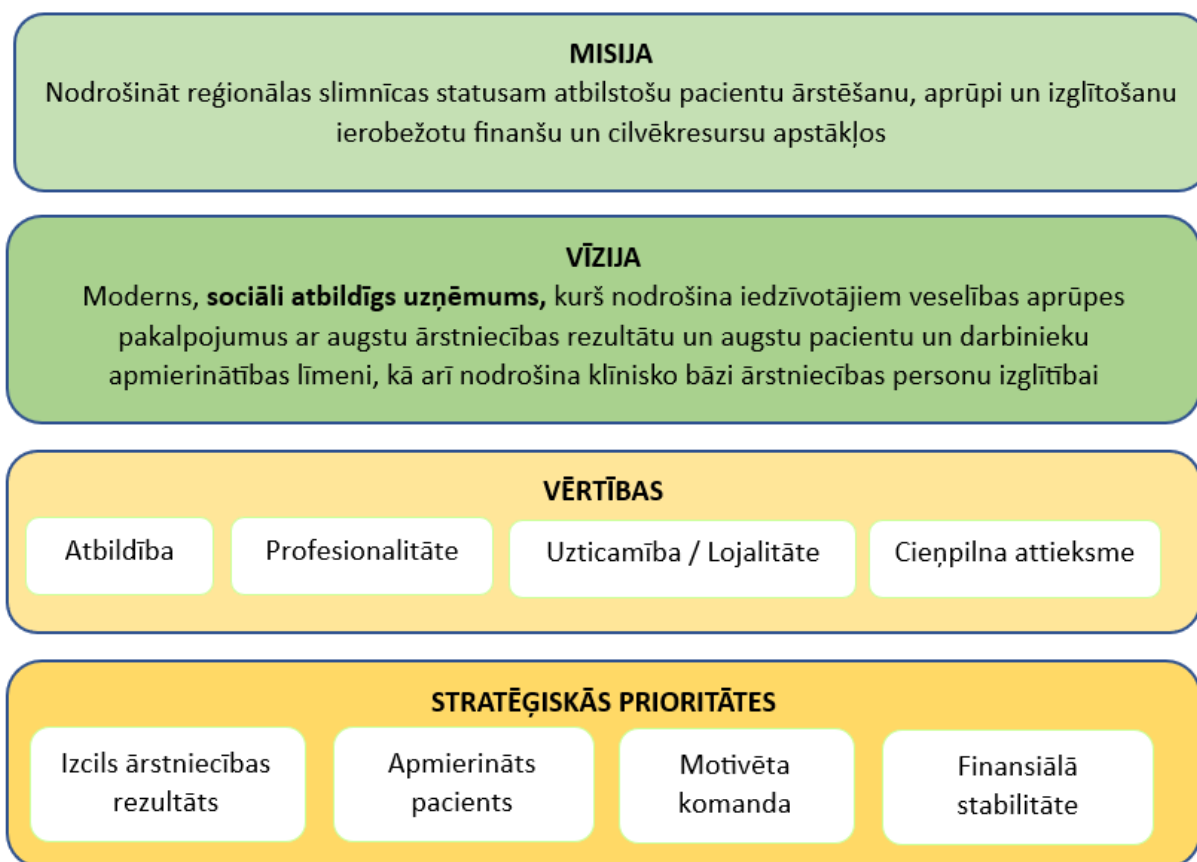 MISIJA
Nodrošināt reģionālas slimnīcas statusam atbilstošu pacientu ārstēšanu, aprūpi un izglītošanu
ierobežotu finanšu un cilvēkresursu apstākļos
VĪZIJA
Moderns, sociāli atbildīgs uzņēmums, kurš nodrošina iedzīvotājiem veselības aprūpes
pakalpojumus ar augstu ārstniecības rezultātu un augstu pacientu un darbinieku
apmierinātības līmeni, kā arī nodrošina klīnisko bāzi ārstniecības personu izglītībai
VĒRTĪBAS
Atbildība
Profesionalitāte
Uzticamība / Lojalitāte
Cieņpilna attieksme
STRATĒĢISKĀS PRIORITĀTES
Izcils ārstniecības
rezultāts
Apmierināts
pacients
Motivēta
komanda
Finansiālā
stabilitāte